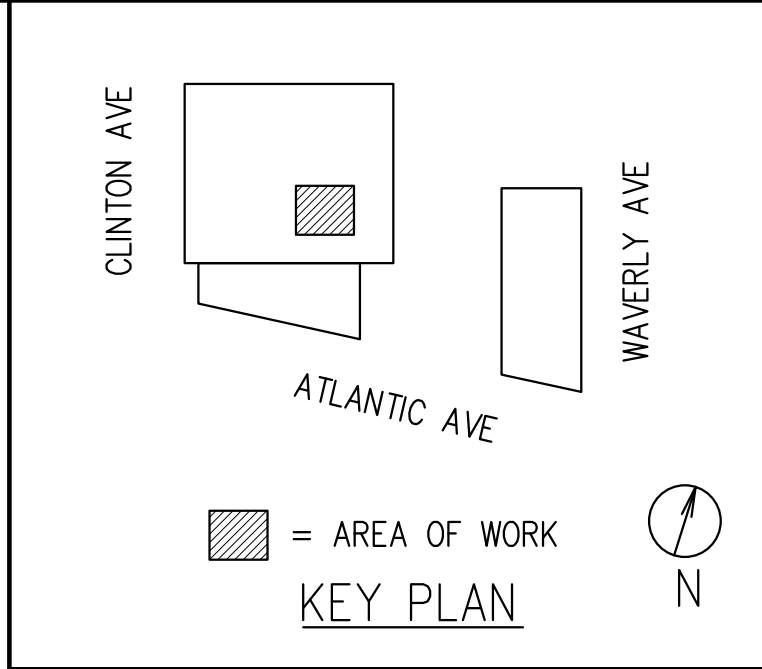 CLINTON AVE
WAVERLY AVE
ATLANTIC AVE
= AREA OF WORK
N
KEY PLAN